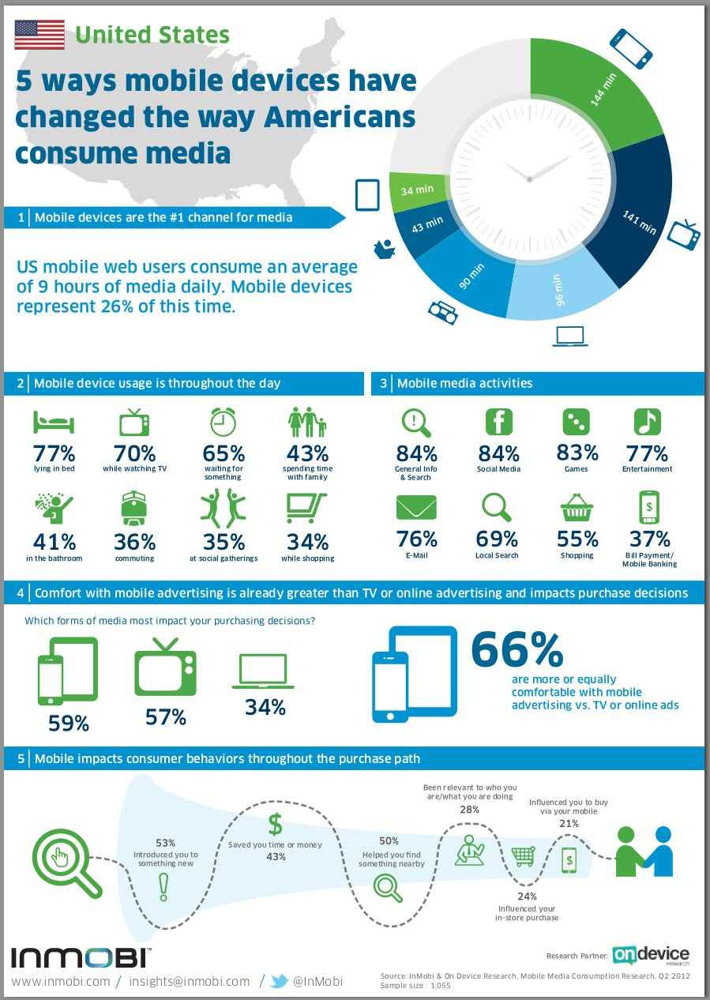 United States
5 ways mobile devices have
changed the way Americans
consume media
144 min
141 min
96 min
90 min
43 min
34 min
1 Mobile devices are the #1 channel for media
US mobile web users consume an average
of 9 hours of media daily. Mobile devices
represent 26% of this time.
2 Mobile device usage is throughout the day
77%
lying in bed
70%
while watching TV
65%
waiting for
something
43%
spending time
with family
41%
in the bathroom
36%
commuting
35%
at social gatherings
34%
while shopping
3 Mobile media activities
!
84%
General Info
& Search
f
84%
Social Media
83%
Games
77%
Entertainment
76%
E-Mail
69%
Local Search
55%
Shopping
$
37%
Bill Payment/
Mobile Banking
4 Comfort with mobile advertising is already greater than TV or online advertising and impacts purchase decisions
Which forms of media most impact your purchasing decisions?
59%
57%
34%
66%
are more or equally
comfortable with mobile
advertising vs. TV or online ads
5 Mobile impacts consumer behaviors throughout the purchase path
53%
Introduced you to
something new
!
$
Saved you time or money
43%
50%
Helped you find
something nearby
Been relevant to who you
are/what you are doing
28%
24%
Influenced your
in-store purchase
Influenced you to buy
via your mobile
21%
$
INMOBI™
www.inmobi.com / insights@inmobi.com / @InMobi
Research Partner: ondevice
research
Source: InMobi & On Device Research, Mobile Media Consumption Research, Q2 2012
Sample size : 1,055